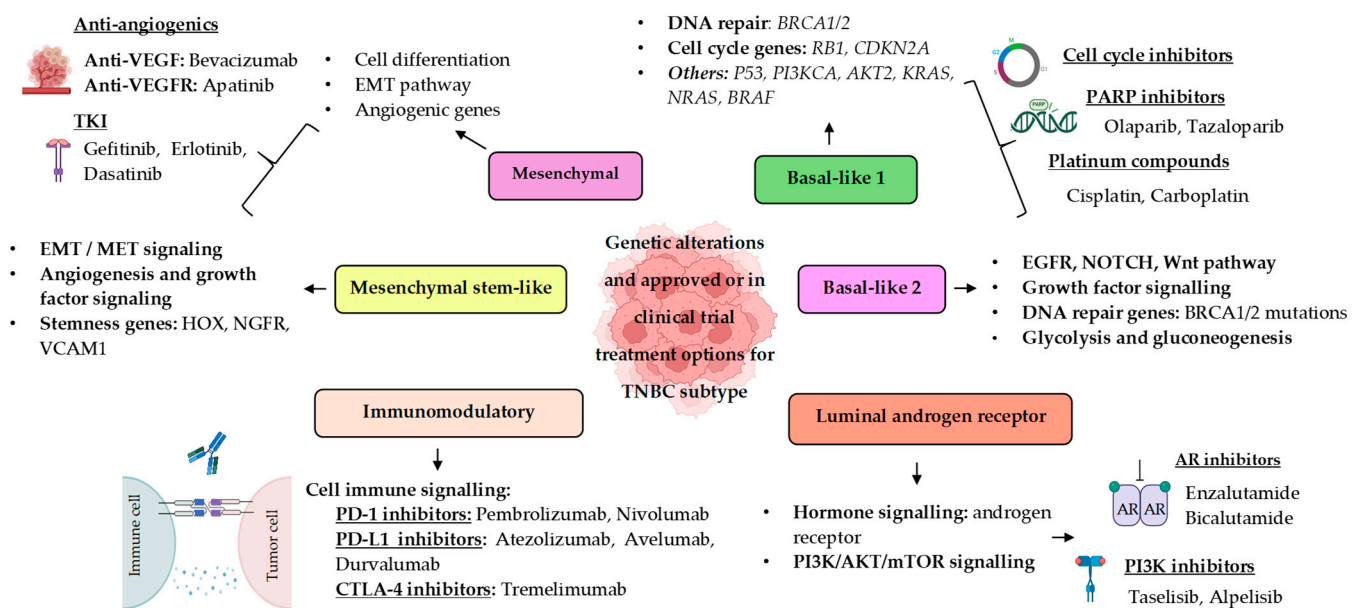 Anti-angiogenics
Anti-VEGF: Bevacizumab
Anti-VEGFR: Apatinib
TKI
Gefitinib, Erlotinib,
Dasatinib
• Cell differentiation
• EMT pathway
• Angiogenic genes
Mesenchymal
• DNA repair: BRCA1/2
• Cell cycle genes: RB1, CDKN2A
• Others: P53, PI3KCA, AKT2, KRAS,
NRAS, BRAF
Basal-like 1
M
G2
S
G1
Cell cycle inhibitors
PARP
PARP inhibitors
Olaparib, Tazaloparib
Platinum compounds
Cisplatin, Carboplatin
• EMT / MET signaling
• Angiogenesis and growth
factor signaling
• Stemness genes: HOX, NGFR,
VCAM1
Mesenchymal stem-like
Genetic alterations
and approved or in
clinical trial
treatment options for
TNBC subtype
Basal-like 2
• EGFR, NOTCH, Wnt pathway
• Growth factor signalling
• DNA repair genes: BRCA1/2 mutations
• Glycolysis and gluconeogenesis
Immunomodulatory
Immune cell
Tumor cell
Cell immune signalling:
PD-1 inhibitors: Pembrolizumab, Nivolumab
PD-L1 inhibitors: Atezolizumab, Avelumab,
Durvalumab
CTLA-4 inhibitors: Tremelimumab
Luminal androgen receptor
• Hormone signalling: androgen
receptor
• PI3K/AKT/mTOR signalling
AR inhibitors
AR AR
Enzalutamide
Bicalutamide
PI3K inhibitors
Taselisib, Alpelisib